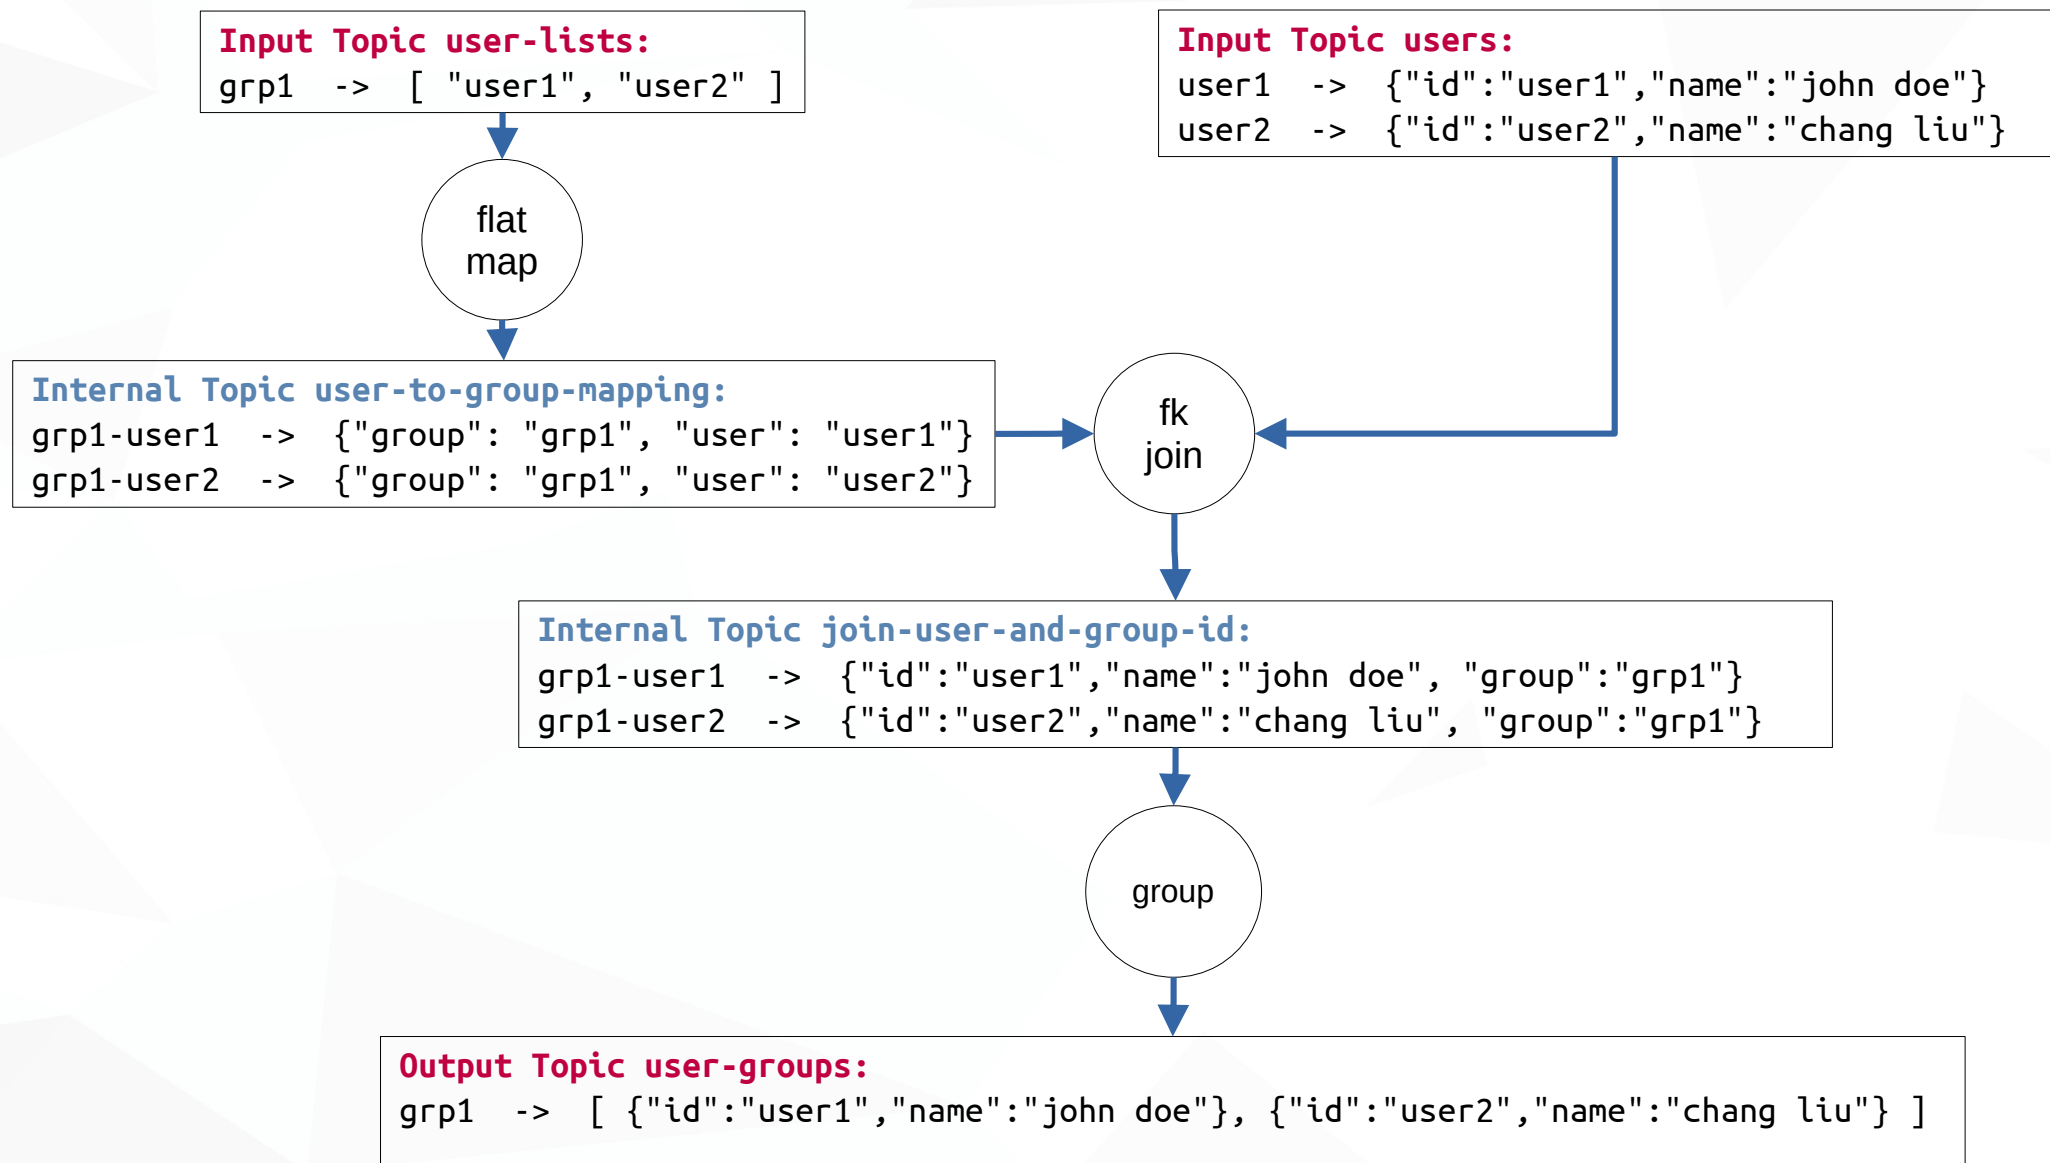 Input Topic user-lists:
grp1 -> [ "user1", "user2" ]
Input Topic users:
user1 -> {"id":"user1","name":"john doe"}
user2 -> {"id":"user2","name":"chang liu"}
flat
map
Internal Topic user-to-group-mapping:
grp1-user1 -> {"group": "grp1", "user": "user1"}
grp1-user2 -> {"group": "grp1", "user": "user2"}
fk
join
Internal Topic join-user-and-group-id:
grp1-user1 -> {"id":"user1","name":"john doe", "group":"grp1"}
grp1-user2 -> {"id":"user2","name":"chang liu", "group":"grp1"}
group
Output Topic user-groups:
grp1 -> [ {"id":"user1","name":"john doe"}, {"id":"user2","name":"chang liu"} ]